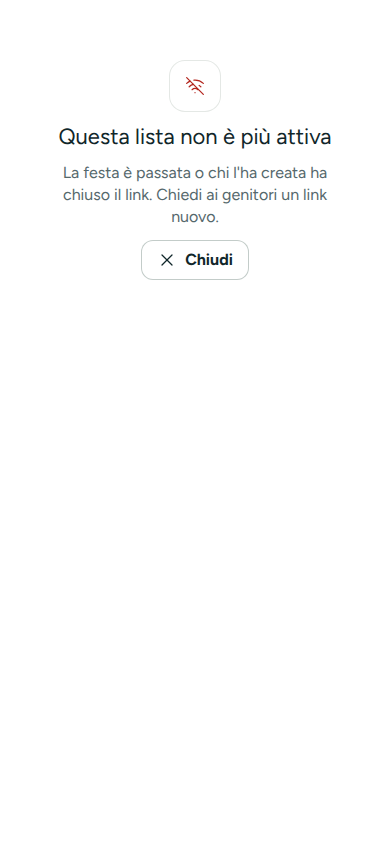 Questa lista non è più attiva
La festa è passata o chi l'ha creata ha
chiuso il link. Chiedi ai genitori un link
nuovo.
Chiudi